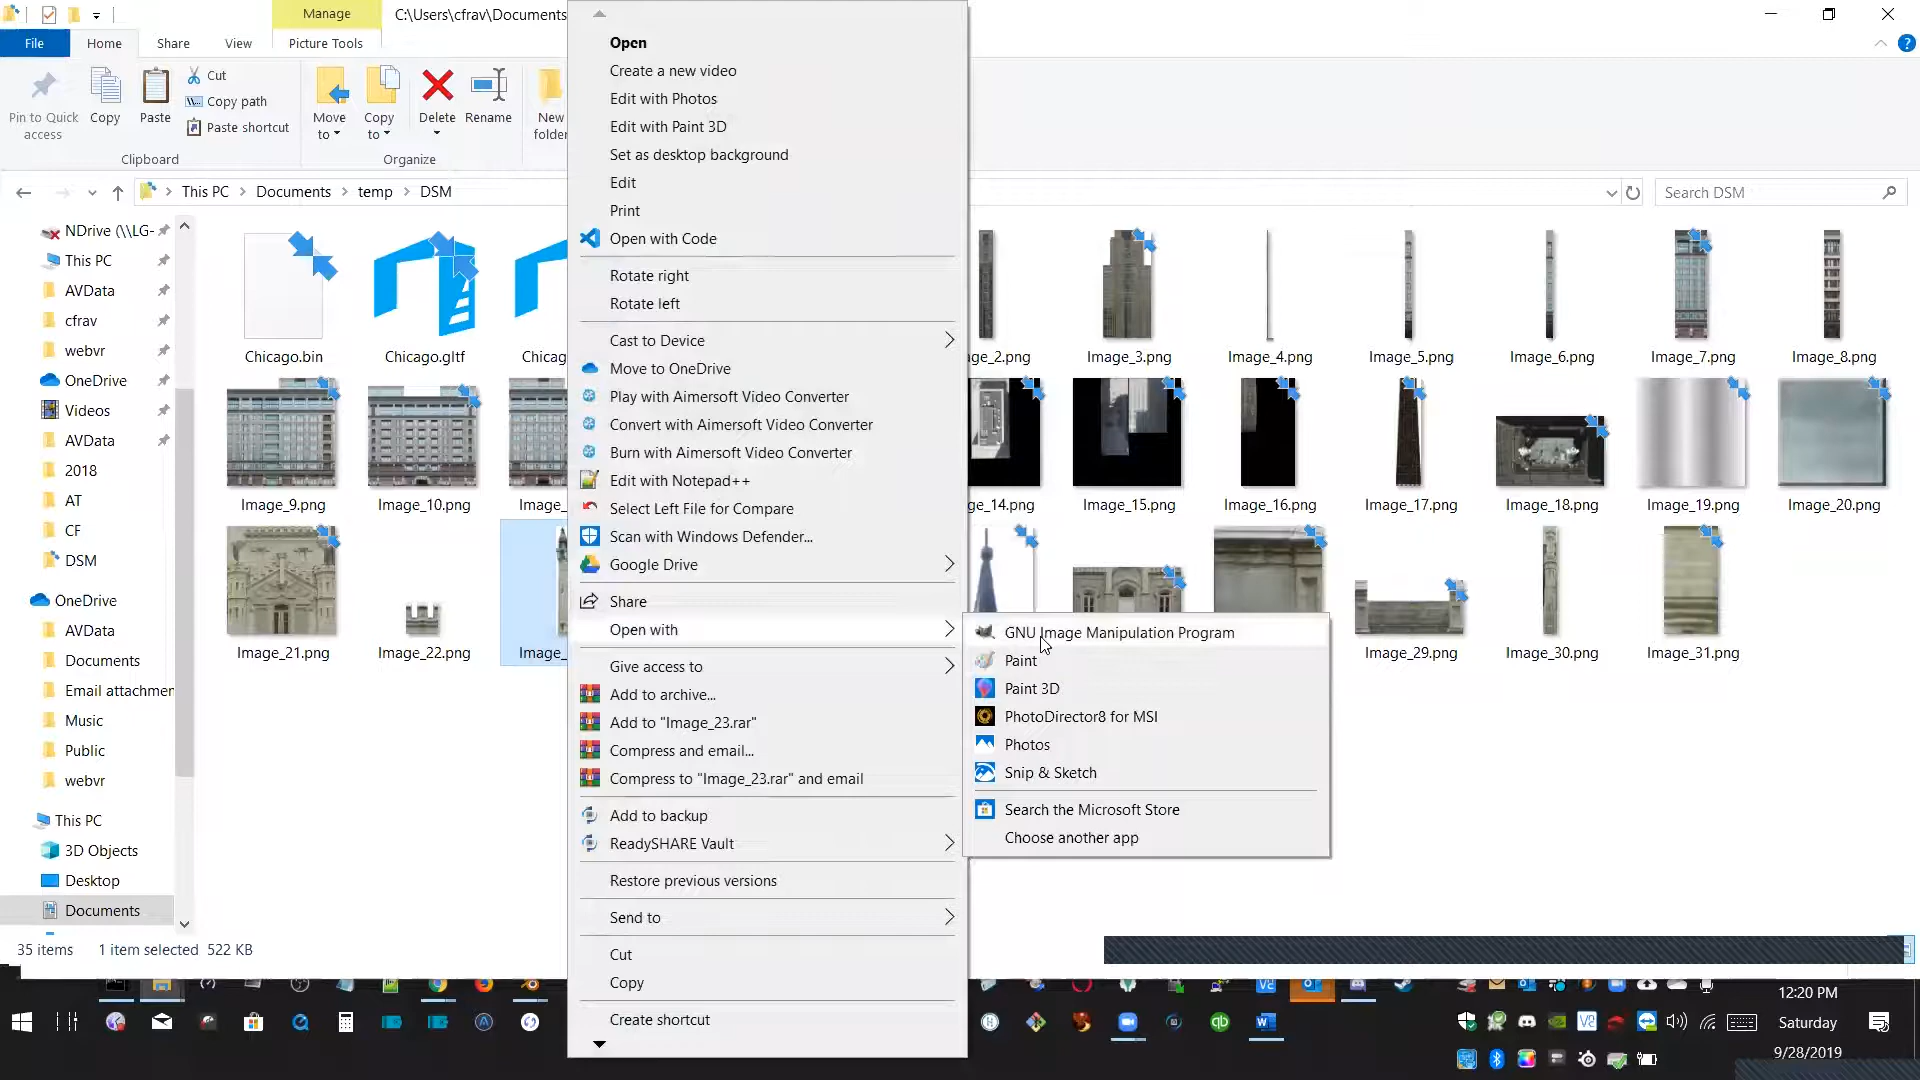 Manage
C:\Users\cfrav\Documents
File
Home
Share
View
Picture Tools
Pin to Quick access
Copy
Paste
Cut
Copy path
Paste shortcut
Move to
Copy to
Delete
Rename
New folder
Clipboard
Organize
This PC
Documents
temp
DSM
Search DSM
NDrive (\\LG-
This PC
AVData
cfrav
webvr
OneDrive
Videos
AVData
2018
AT
CF
DSM
OneDrive
AVData
Documents
Email attachmen
Music
Public
webvr
This PC
3D Objects
Desktop
Documents
Chicago.bin
Chicago.gltf
Chicag
ge_2.png
Image_3.png
Image_4.png
Image_5.png
Image_6.png
Image_7.png
Image_8.png
Image_9.png
Image_10.png
Image_
ge_14.png
Image_15.png
Image_16.png
Image_17.png
Image_18.png
Image_19.png
Image_20.png
Image_21.png
Image_22.png
Image_
Image_29.png
Image_30.png
Image_31.png
Open
Create a new video
Edit with Photos
Edit with Paint 3D
Set as desktop background
Edit
Print
Open with Code
Rotate right
Rotate left
Cast to Device
Move to OneDrive
Play with Aimersoft Video Converter
Convert with Aimersoft Video Converter
Burn with Aimersoft Video Converter
Edit with Notepad++
Select Left File for Compare
Scan with Windows Defender...
Google Drive
Share
Open with
Give access to
Add to archive...
Add to "Image_23.rar"
Compress and email...
Compress to "Image_23.rar" and email
Add to backup
ReadySHARE Vault
Restore previous versions
Send to
Cut
Copy
Create shortcut
GNU Image Manipulation Program
Paint
Paint 3D
PhotoDirector8 for MSI
Photos
Snip & Sketch
Search the Microsoft Store
Choose another app
35 items
1 item selected 522 KB
12:20 PM
Saturday
9/28/2019